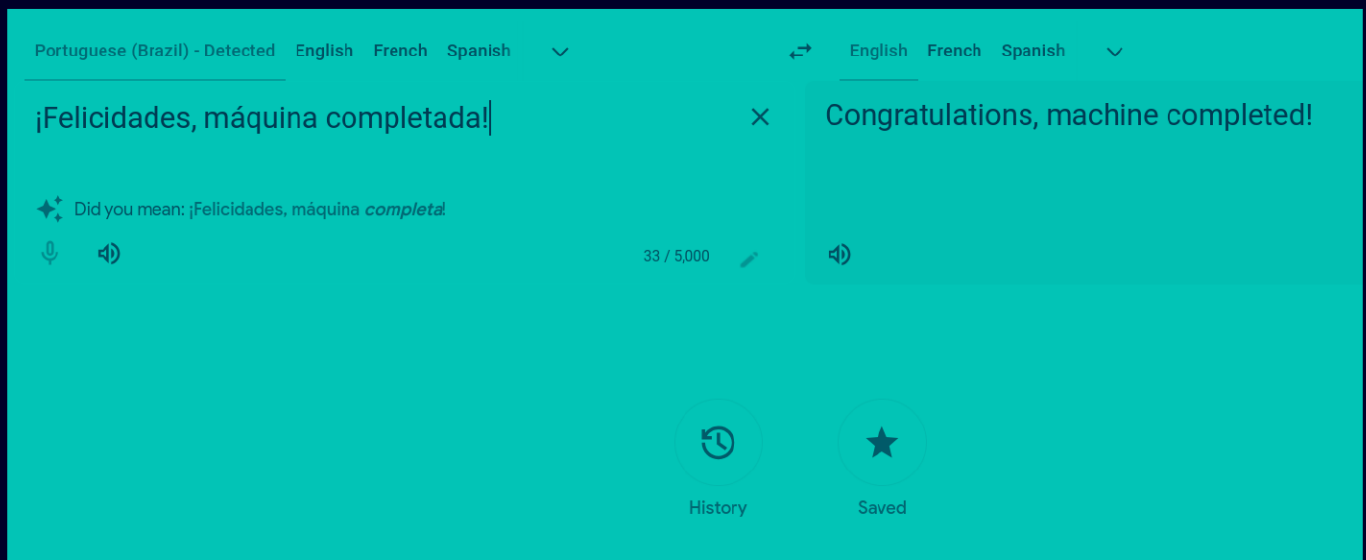 Portuguese (Brazil) - Detected English French Spanish English French Spanish
¡Felicidades, máquina completada!
Congratulations, machine completed!
Did you mean: ¡Felicidades, máquina completa!
33 / 5,000
History Saved